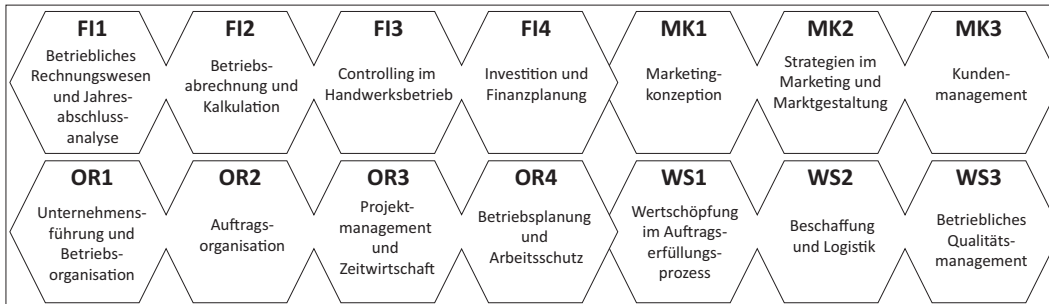 FI1
Betriebliches
Rechnungswesen
und Jahres-
abschluss-
analyse
FI2
Betriebs-
abrechnung und
Kalkulation
FI3
Controlling im
Handwerksbetrieb
FI4
Investition und
Finanzplanung
MK1
Marketing-
konzeption
MK2
Strategien im
Marketing und
Marktgestaltung
MK3
Kunden-
management
OR1
Unternehmens-
führung und
Betriebs-
organisation
OR2
Auftrags-
organisation
OR3
Projekt-
management
und
Zeitwirtschaft
OR4
Betriebsplanung
und
Arbeitsschutz
WS1
Wertschöpfung
im Auftrags-
erfüllungs-
prozess
WS2
Beschaffung
und Logistik
WS3
Betriebliches
Qualitäts-
management